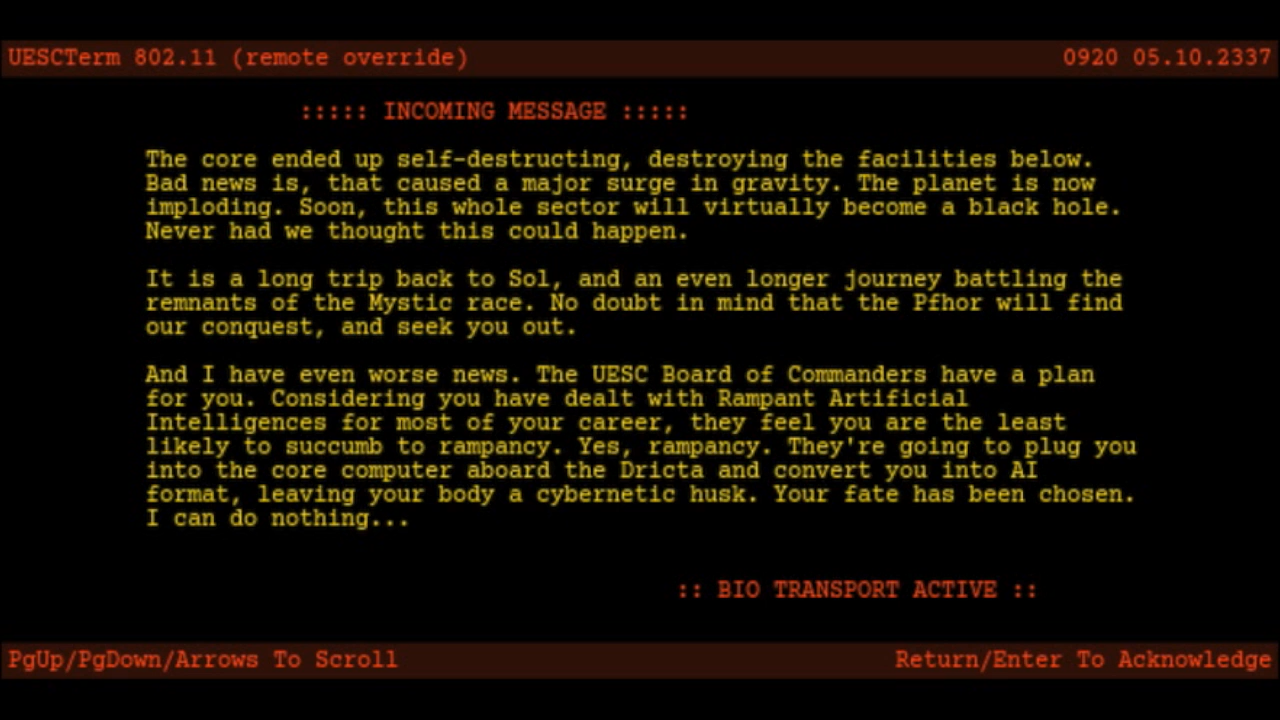 UESCTerm 802.11 (remote override)
0920 05.10.2337
::::: INCOMING MESSAGE :::::
The core ended up self-destructing, destroying the facilities below.
Bad news is, that caused a major surge in gravity. The planet is now
imploding. Soon, this whole sector will virtually become a black hole.
Never had we thought this could happen.
It is a long trip back to Sol, and an even longer journey battling the
remnants of the Mystic race. No doubt in mind that the Pfhor will find
our conquest, and seek you out.
And I have even worse news. The UESC Board of Commanders have a plan
for you. Considering you have dealt with Rampant Artificial
Intelligences for most of your career, they feel you are the least
likely to succumb to rampancy. Yes, rampancy. They're going to plug you
into the core computer aboard the Dricta and convert you into AI
format, leaving your body a cybernetic husk. Your fate has been chosen.
I can do nothing...
:: BIO TRANSPORT ACTIVE ::
PgUp/PgDown/Arrows To Scroll
Return/Enter To Acknowledge